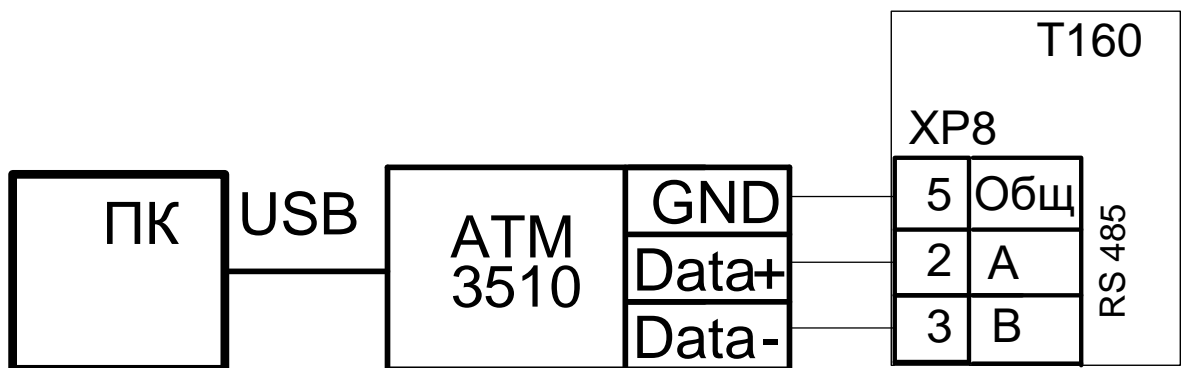 T160
XP8
ПК
USB
ATM
3510
GND
Data+
Data-
5 Общ
2 A
3 B
RS 485